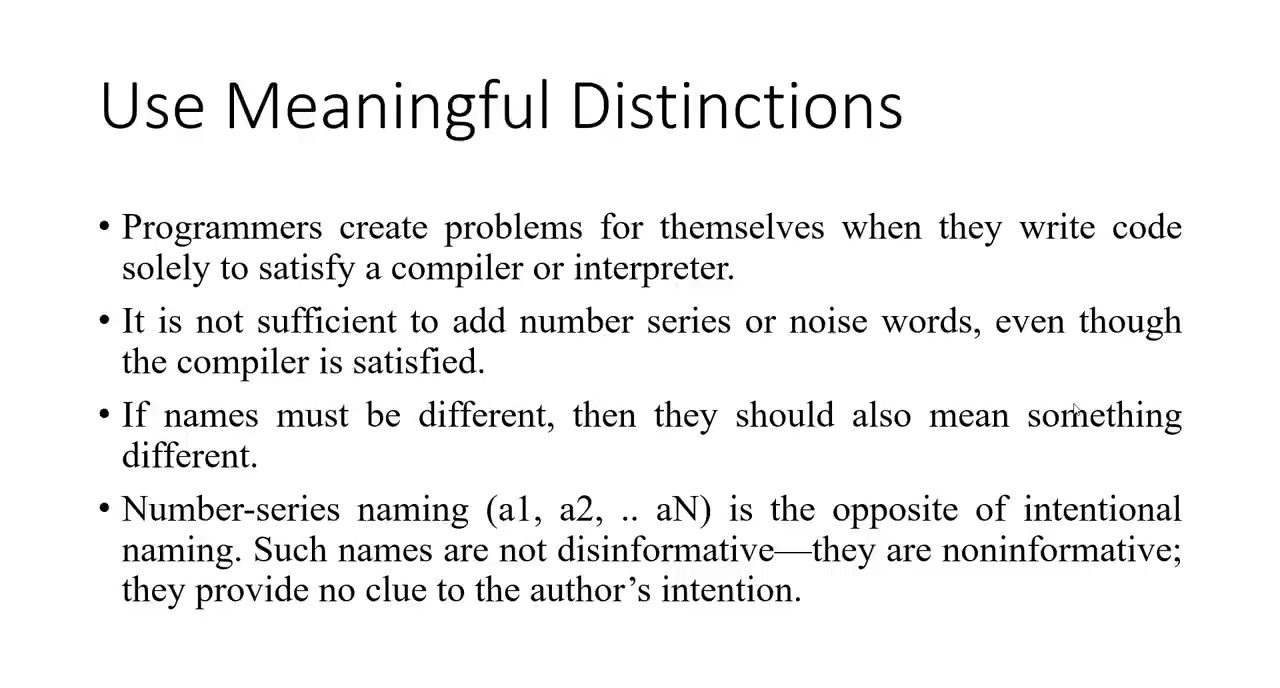 Use Meaningful Distinctions
• Programmers create problems for themselves when they write code
solely to satisfy a compiler or interpreter.
• It is not sufficient to add number series or noise words, even though
the compiler is satisfied.
• If names must be different, then they should also mean something
different.
• Number-series naming (a1, a2, .. aN) is the opposite of intentional
naming. Such names are not disinformative—they are noninformative;
they provide no clue to the author’s intention.